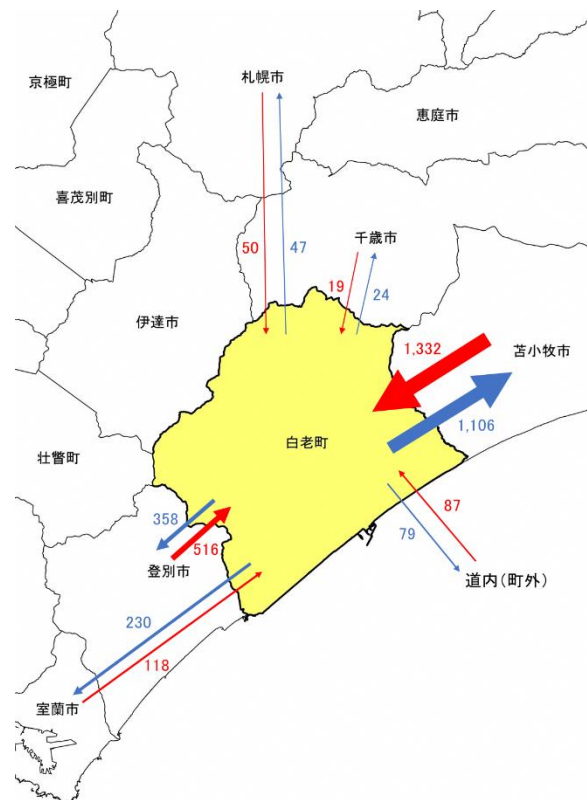 札幌市
京極町
恵庭市
喜茂別町
千歳市
50
47
19
24
伊達市
1,332
苫小牧市
1,106
白老町
壮瞥町
358
516
87
79
登別市
道内(町外)
230
118
室蘭市